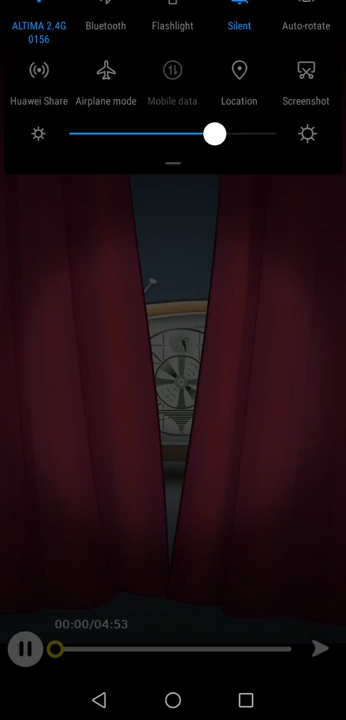 ALTIMA 2.4G Bluetooth Flashlight Silent Auto-rotate
0156
Huawei Share Airplane mode Mobile data Location Screenshot
00:00/04:53